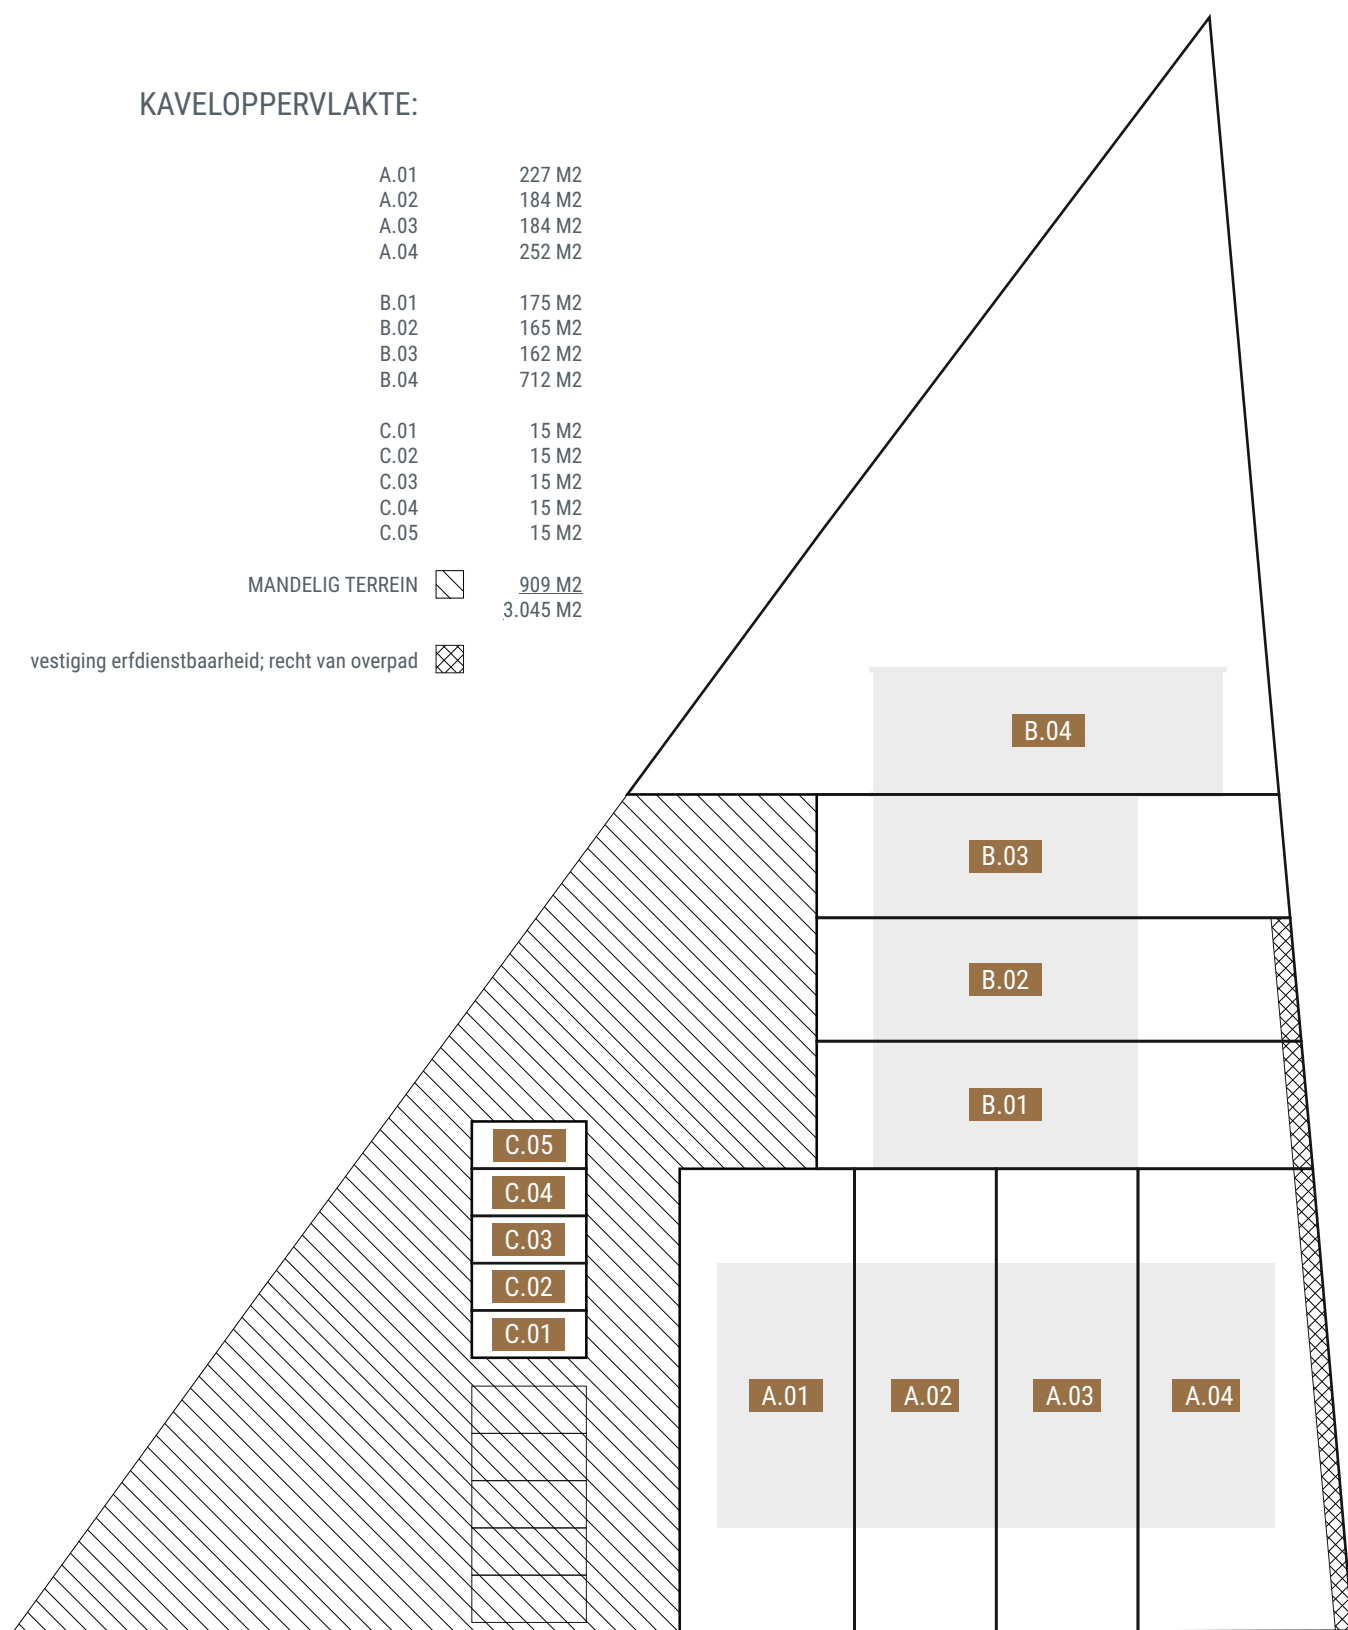 KAVELOPPERVLAKTE:
A.01 227 M2
A.02 184 M2
A.03 184 M2
A.04 252 M2
B.01 175 M2
B.02 165 M2
B.03 162 M2
B.04 712 M2
C.01 15 M2
C.02 15 M2
C.03 15 M2
C.04 15 M2
C.05 15 M2
MANDELIG TERREIN 909 M2
3.045 M2
vestiging erfdienstbaarheid; recht van overpad
B.04
B.03
B.02
B.01
C.05
C.04
C.03
C.02
C.01
A.01 A.02 A.03 A.04